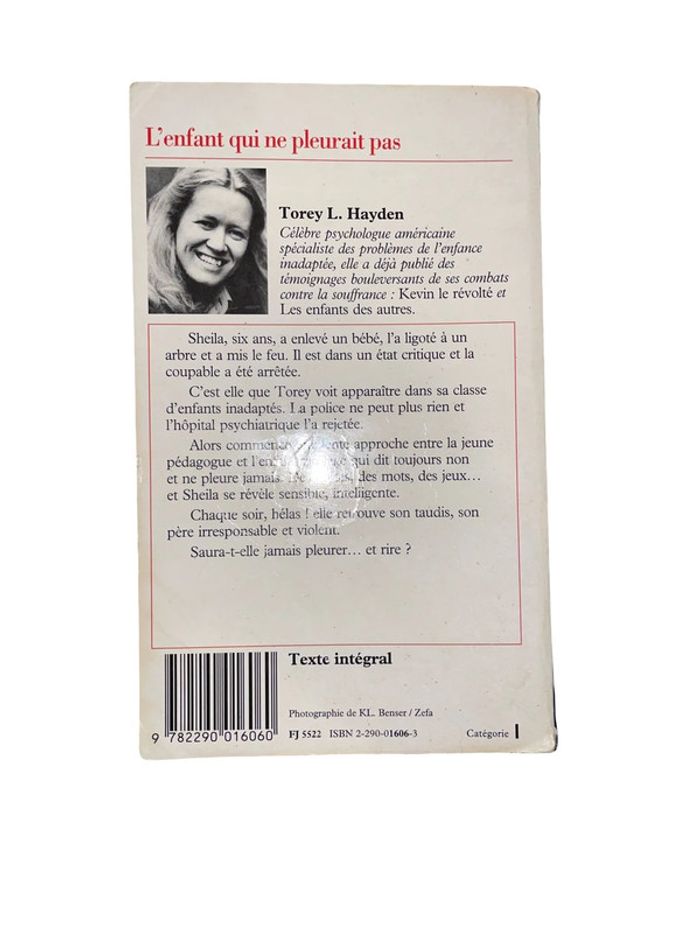 L'enfant qui ne pleurait pas
Torey L. Hayden
Célèbre psychologue américaine
spécialiste des problèmes de l'enfance
inadaptée, elle a déjà publié des
témoignages bouleversants de ses combats
contre la souffrance : Kevin le révolté et
Les enfants des autres.
Sheila, six ans, a enlevé un bébé, l'a ligoté à un
arbre et a mis le feu. Il est dans un état critique et la
coupable a été arrêtée.
C'est elle que Torey voit apparaître dans sa classe
d'enfants inadaptés. La police ne peut plus rien et
l'hôpital psychiatrique l'a rejetée.
Alors commence approche entre la jeune
pédagogue et qui dit toujours non
et ne pleure jamais. des mots, des jeux...
et Sheila se révèle sensible, intelligente.
Chaque soir, hélas ! elle retrouve son taudis, son
père irresponsable et violent.
Saura-t-elle jamais pleurer... et rire ?
Texte intégral
Photographie de KL. Benser / Zefa
9 782290 016060
FJ 5522 ISBN 2-290-01606-3
Catégorie